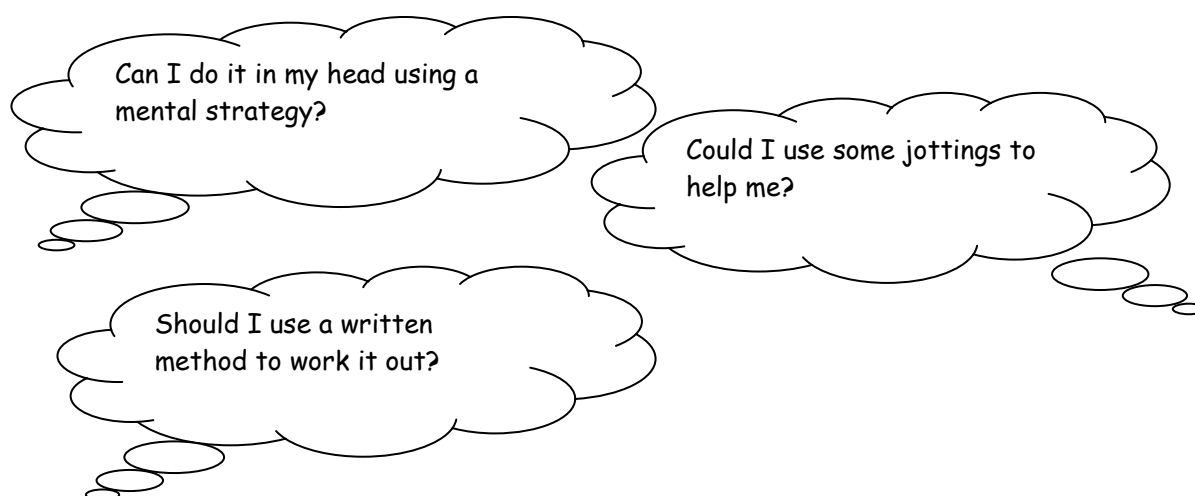 Can I do it in my head using a
mental strategy?
Could I use some jottings to
help me?
Should I use a written
method to work it out?